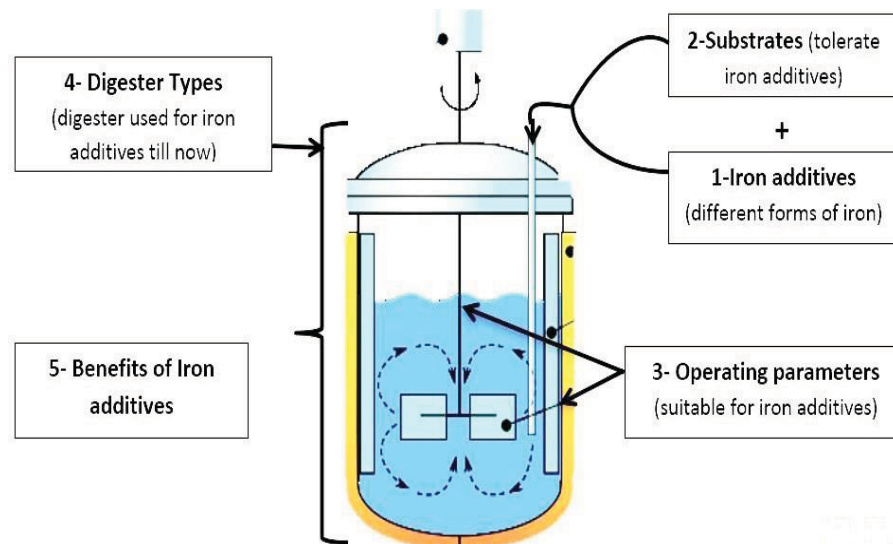 4- Digester Types
(digester used for iron
additives till now)
2-Substrates (tolerate
iron additives)
+
1-Iron additives
(different forms of iron)
5- Benefits of Iron
additives
3- Operating parameters
(suitable for iron additives)